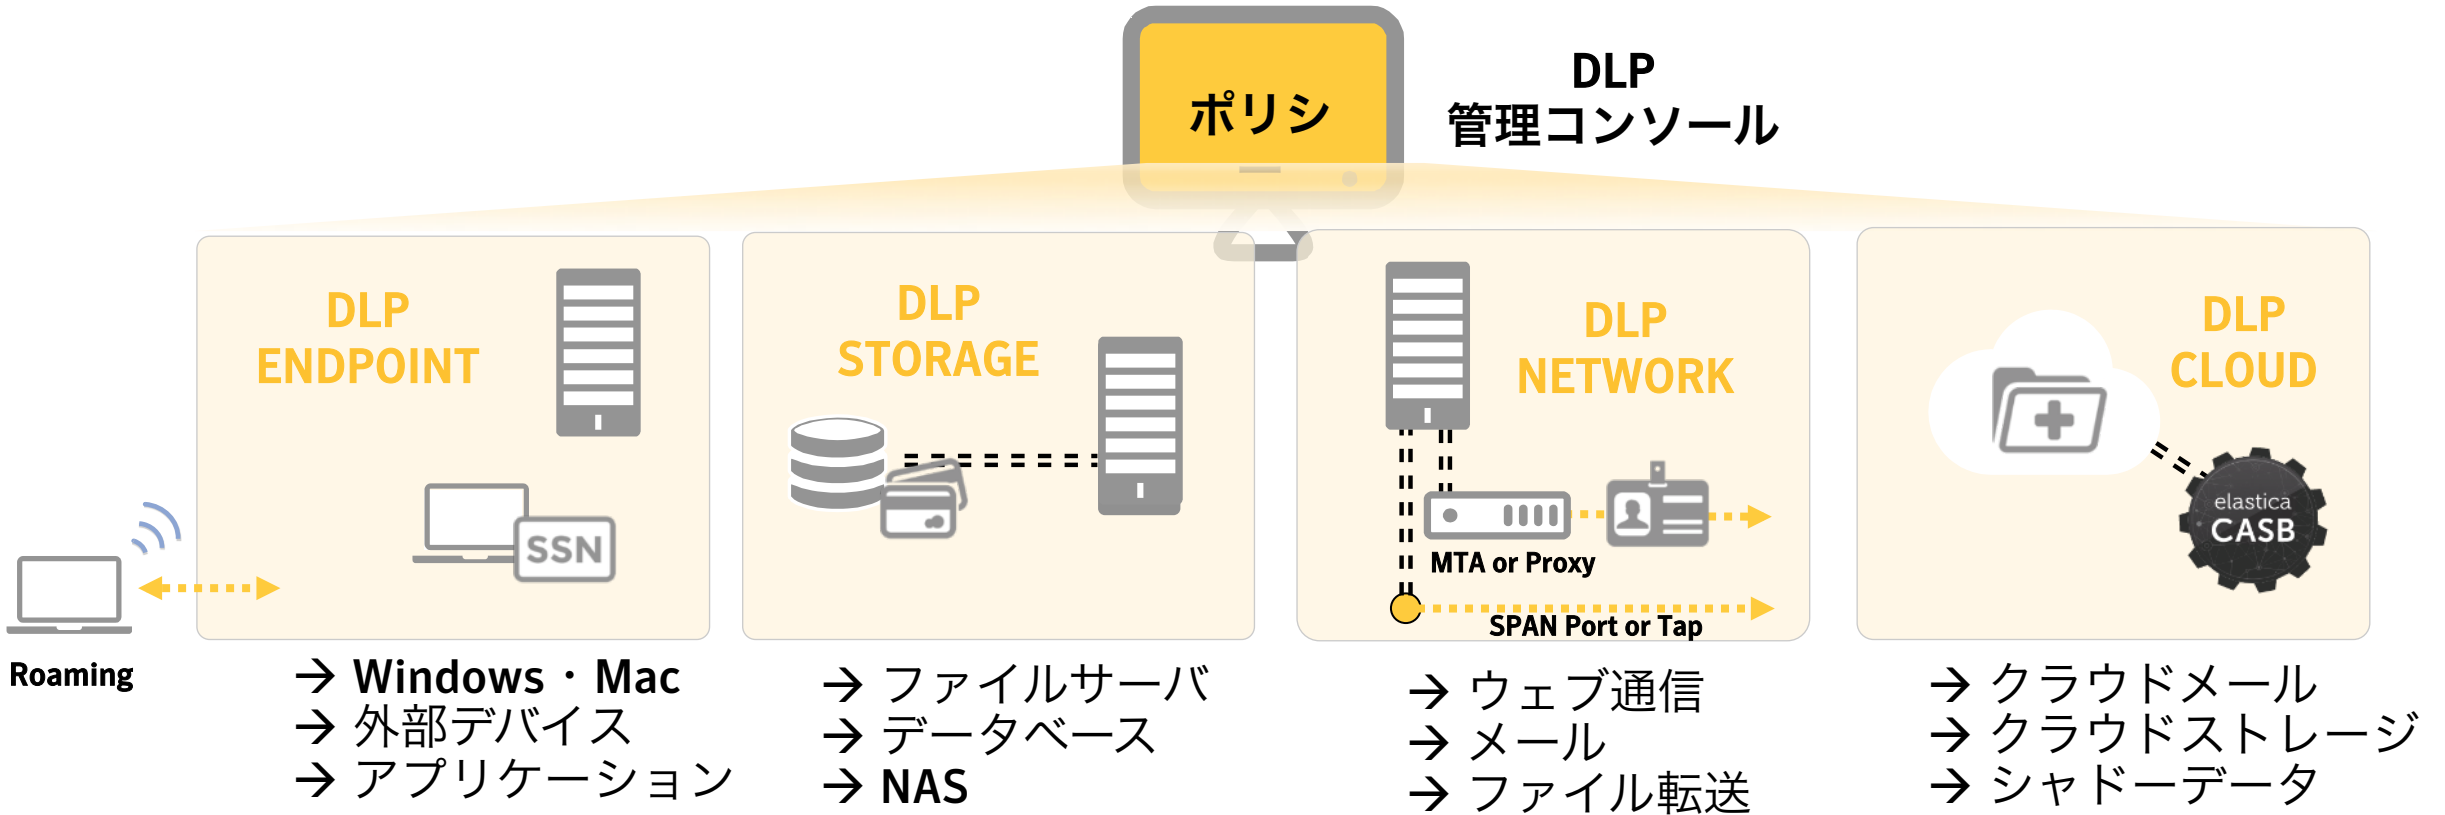 ポリシ
DLP
管理コンソール
DLP
ENDPOINT
SSN
Roaming
→ Windows・Mac
→ 外部デバイス
→ アプリケーション
DLP
STORAGE
→ ファイルサーバ
→ データベース
→ NAS
DLP
NETWORK
MTA or Proxy
SPAN Port or Tap
→ ウェブ通信
→ メール
→ ファイル転送
DLP
CLOUD
elastica
CASB
→ クラウドメール
→ クラウドストレージ
→ シャドーデータ